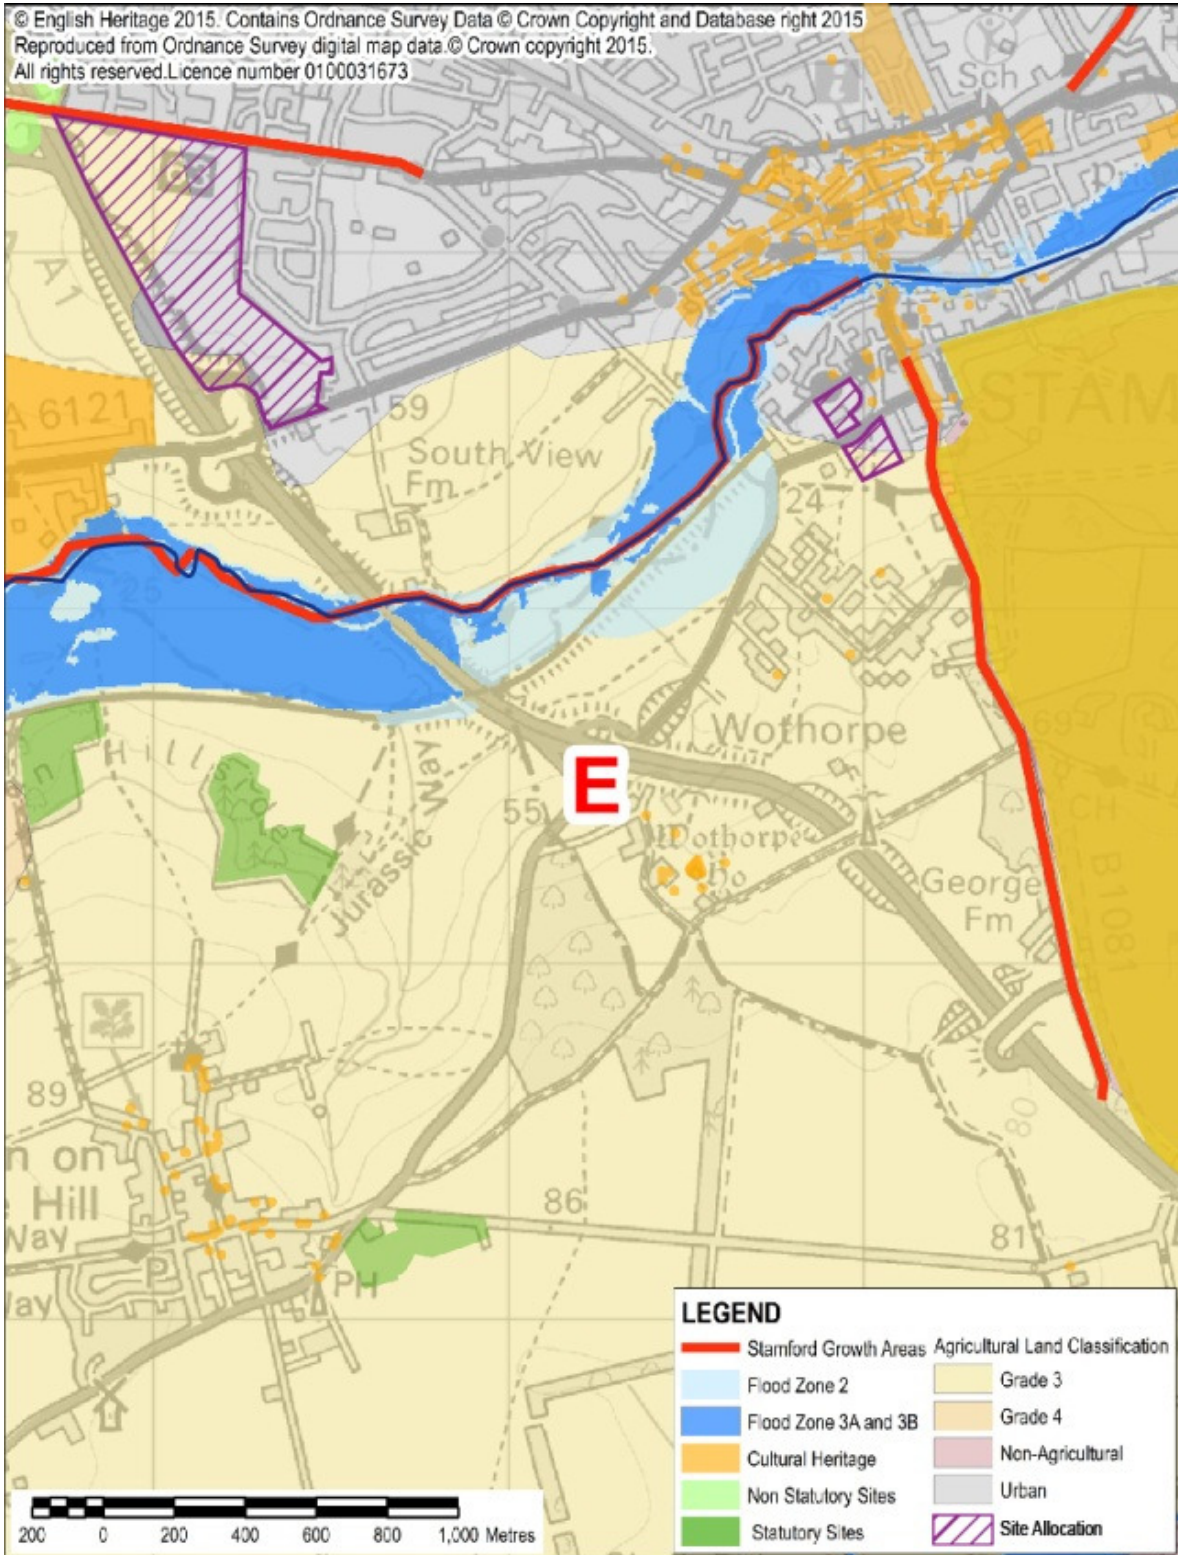 © English Heritage 2015. Contains Ordnance Survey Data © Crown Copyright and Database right 2015
Reproduced from Ordnance Survey digital map data.© Crown copyright 2015.
All rights reserved.Licence number 0100031673
Sch
A1
A 6121
59
South View
Fm
STAM
24
25
Wothorpe
69
Hills
E
CH
55
Way
Jurassic
Wothorpe
Ho
George
Fm
B1081
89
80
n on
Hill
Way
86
81
P
PH
LEGEND
Stamford Growth Areas
Flood Zone 2
Flood Zone 3A and 3B
Cultural Heritage
Non Statutory Sites
Statutory Sites
Agricultural Land Classification
Grade 3
Grade 4
Non-Agricultural
Urban
Site Allocation
200 0 200 400 600 800 1,000 Metres